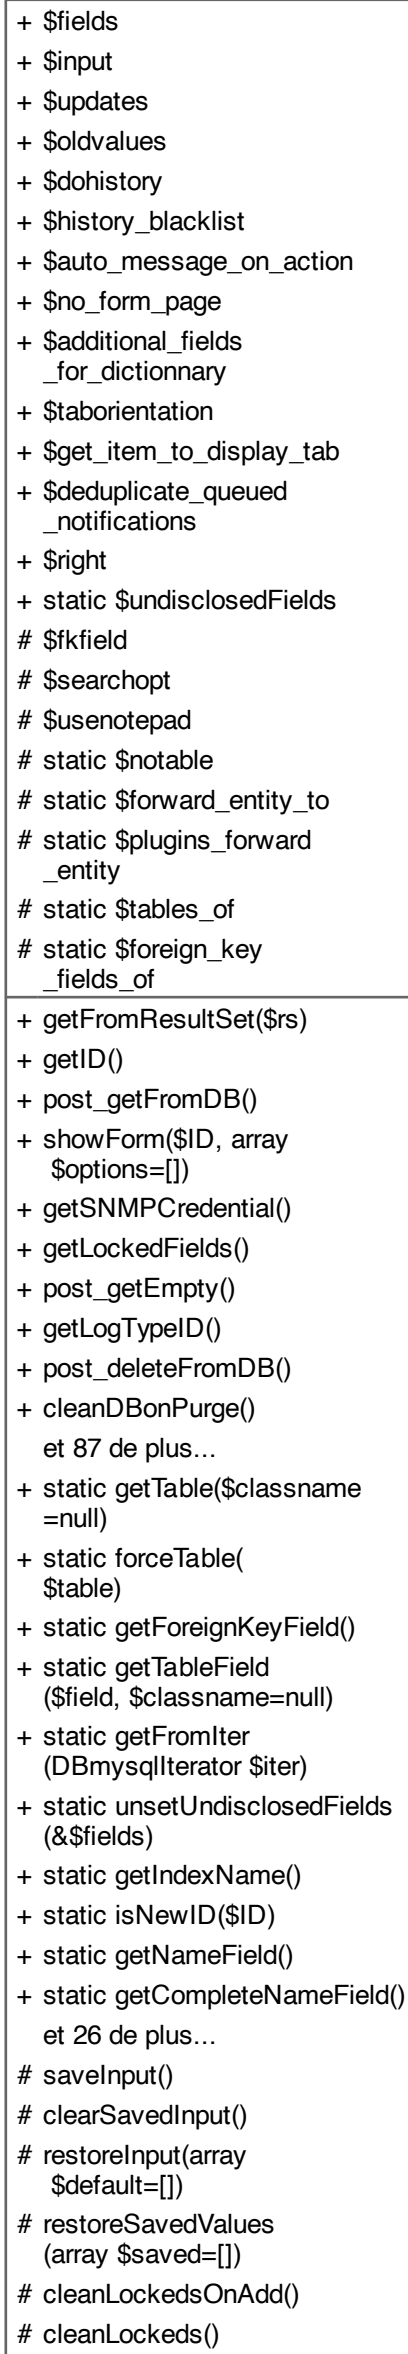 + $fields
+ $input
+ $updates
+ $oldvalues
+ $dohistory
+ $history_blacklist
+ $auto_message_on_action
+ $no_form_page
+ $additional_fields
_for_dictionnary
+ $taborientation
+ $get_item_to_display_tab
+ $deduplicate_queued
_notifications
+ $right
+ static $undisclosedFields
# $fkfield
# $searchopt
# $usenotepad
# static $notable
# static $forward_entity_to
# static $plugins_forward
_entity
# static $tables_of
# static $foreign_key
_fields_of
+ getFromResultSet($rs)
+ getID()
+ post_getFromDB()
+ showForm($ID, array
$options=[])
+ getSNMPCredential()
+ getLockedFields()
+ post_getEmpty()
+ getLogTypeID()
+ post_deleteFromDB()
+ cleanDBonPurge()
et 87 de plus...
+ static getTable($classname
=null)
+ static forceTable(
$table)
+ static getForeignKeyField()
+ static getTableField
($field, $classname=null)
+ static getFromIter
(DBmysqlIterator $iter)
+ static unsetUndisclosedFields
(&$fields)
+ static getIndexName()
+ static isNewID($ID)
+ static getNameField()
+ static getCompleteNameField()
et 26 de plus...
# saveInput()
# clearSavedInput()
# restoreInput(array
$default=[])
# restoreSavedValues
(array $saved=[])
# cleanLockedsOnAdd()
# cleanLockeds()